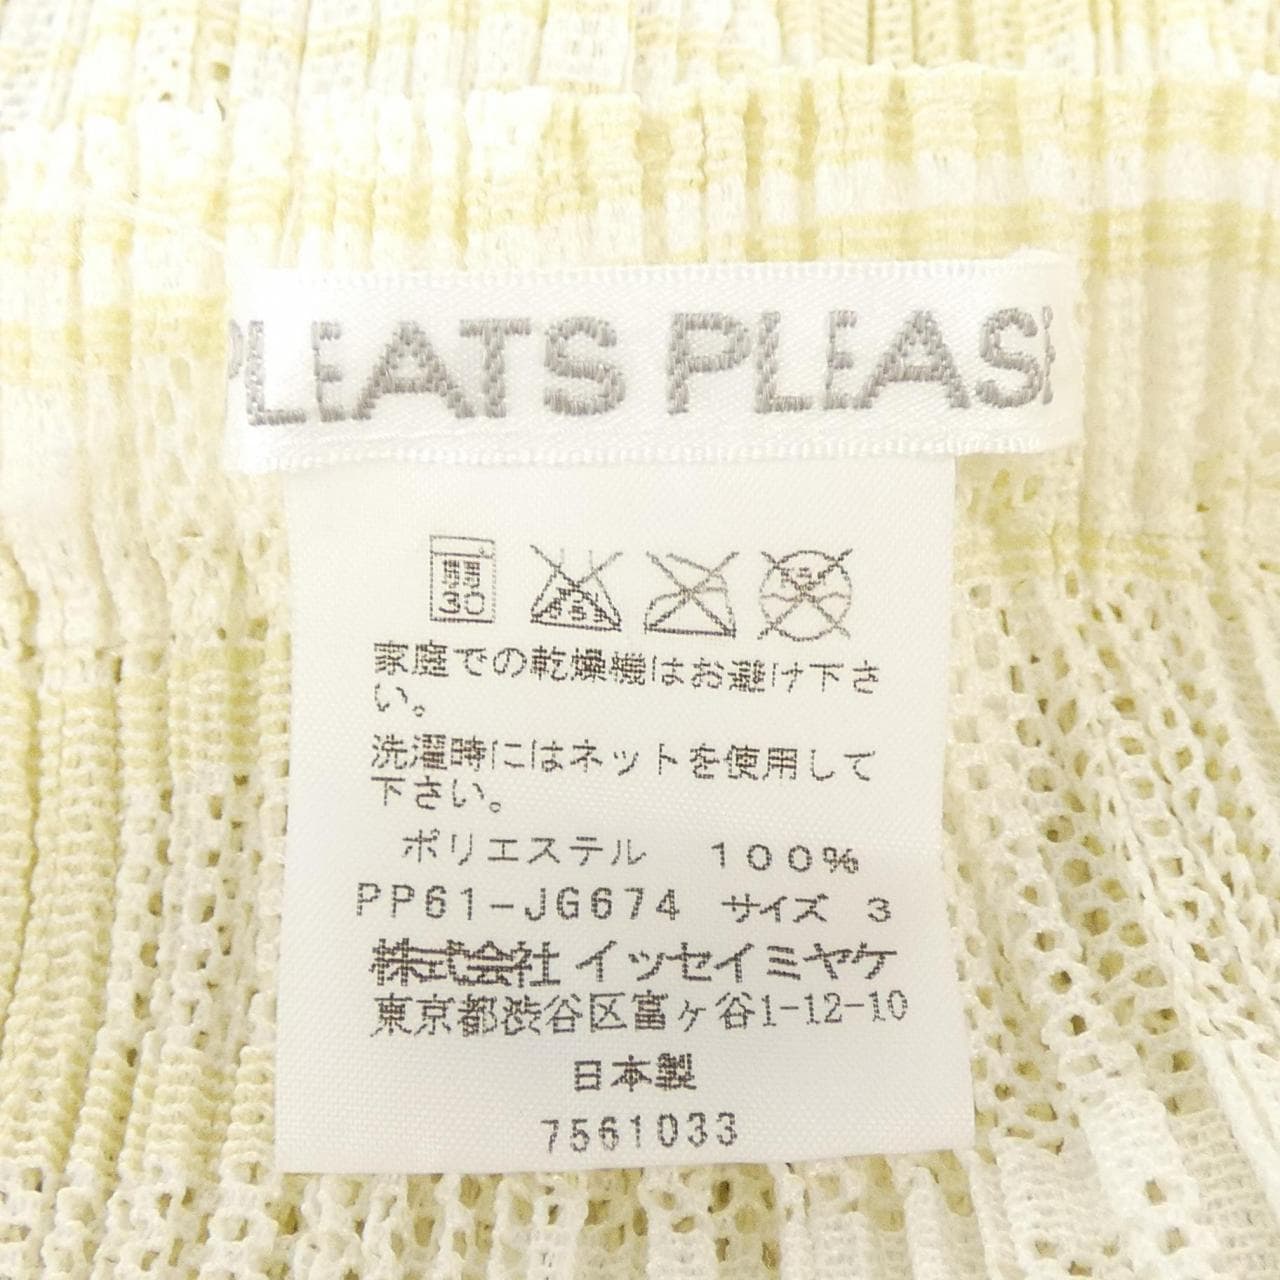 PLEATS PLEASE
30
家庭での乾燥機はお避け下さ
い。
洗濯時にはネットを使用して
下さい。
ポリエステル 100%
PP61-JG674 サイズ 3
株式会社 イッセイミヤケ
東京都渋谷区富ヶ谷1-12-10
日本製
7561033